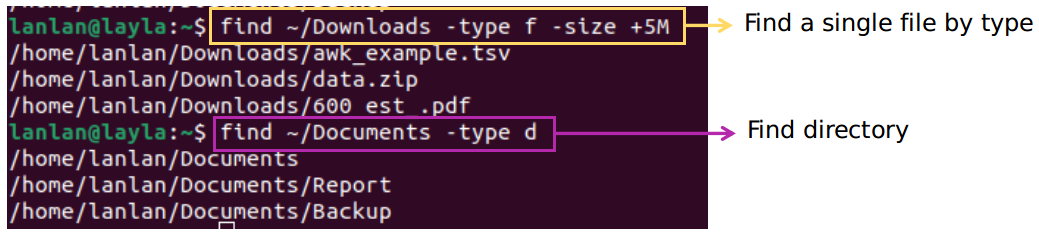 lanlan@layla:~$ find ~/Downloads -type f -size +5M
Find a single file by type
/home/lanlan/Downloads/awk_example.tsv
/home/lanlan/Downloads/data.zip
/home/lanlan/Downloads/600_est_.pdf
lanlan@layla:~$ find ~/Documents -type d
Find directory
/home/lanlan/Documents
/home/lanlan/Documents/Report
/home/lanlan/Documents/Backup